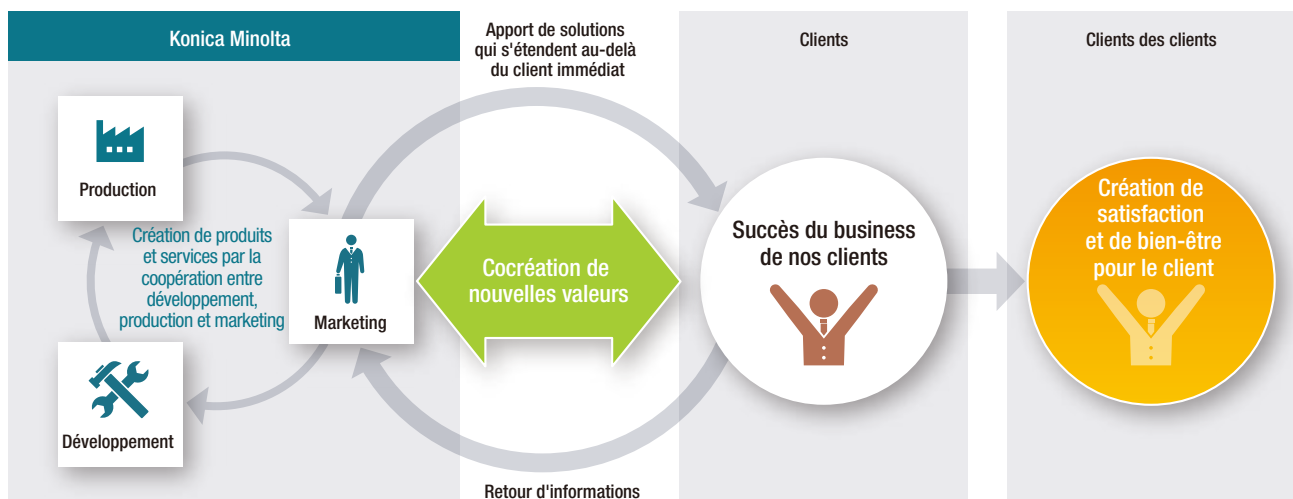 Konica Minolta
Apport de solutions
qui s'étendent au-delà
du client immédiat
Clients
Clients des clients
Production
Création de produits
et services par la
coopération entre
développement,
production et marketing
Marketing
Développement
Cocréation de
nouvelles valeurs
Succès du business
de nos clients
Création de
satisfaction
et de bien-être
pour le client
Retour d'informations